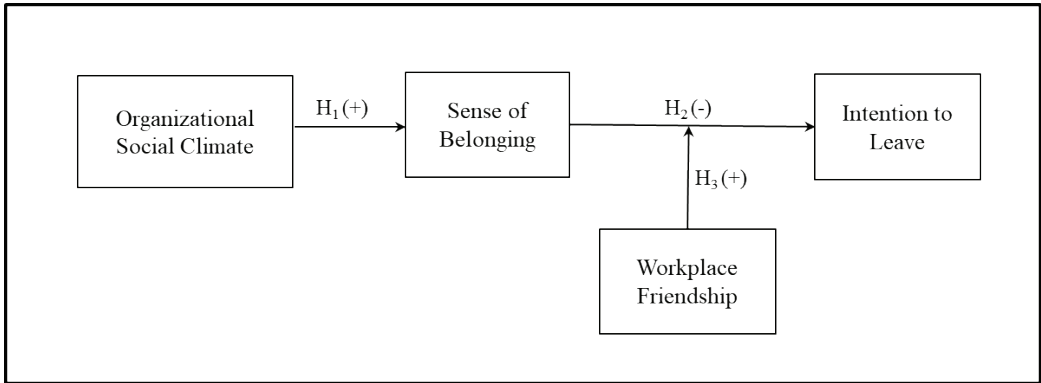 Organizational
Social Climate
H₁(+)
Sense of
Belonging
H₂(-)
Intention to
Leave
H₃(+)
Workplace
Friendship